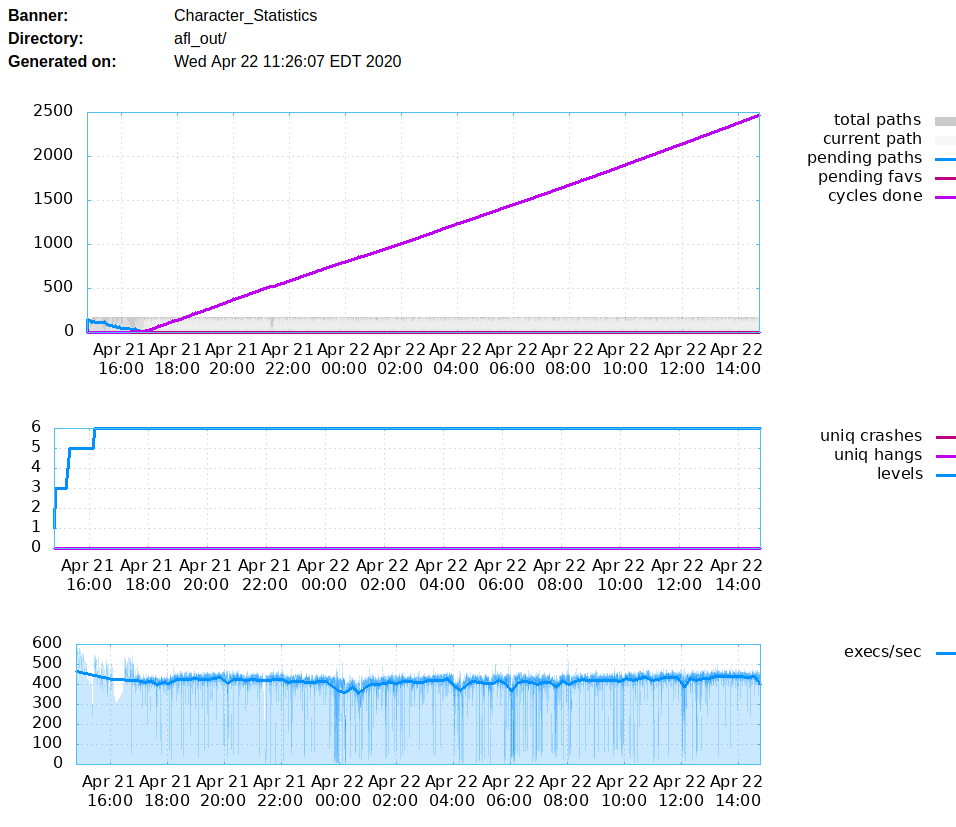 Banner: Character_Statistics
Directory: afl_out/
Generated on: Wed Apr 22 11:26:07 EDT 2020
2500
2000
1500
1000
500
0
Apr 21 Apr 21 Apr 21 Apr 21 Apr 22 Apr 22 Apr 22 Apr 22 Apr 22 Apr 22 Apr 22 Apr 22
16:00 18:00 20:00 22:00 00:00 02:00 04:00 06:00 08:00 10:00 12:00 14:00
total paths
current path
pending paths
pending favs
cycles done
6
5
4
3
2
1
0
Apr 21 Apr 21 Apr 21 Apr 21 Apr 22 Apr 22 Apr 22 Apr 22 Apr 22 Apr 22 Apr 22 Apr 22
16:00 18:00 20:00 22:00 00:00 02:00 04:00 06:00 08:00 10:00 12:00 14:00
uniq crashes
uniq hangs
levels
600
500
400
300
200
100
0
Apr 21 Apr 21 Apr 21 Apr 21 Apr 22 Apr 22 Apr 22 Apr 22 Apr 22 Apr 22 Apr 22 Apr 22
16:00 18:00 20:00 22:00 00:00 02:00 04:00 06:00 08:00 10:00 12:00 14:00
execs/sec